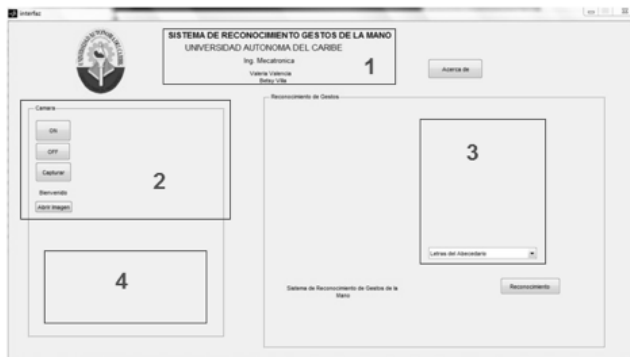 interfaz
SISTEMA DE RECONOCIMIENTO GESTOS DE LA MANO
UNIVERSIDAD AUTONOMA DEL CARIBE
Ing. Mecatronica
1
Valeria Valencia
Betsy Villa
Acerca de
Camara
ON
OFF
Capturar
Bienvenido
Abrir Imagen
2
4
Reconocimiento de Gestos
3
Letras del Abecedario
Sistema de Reconocimiento de Gestos de la
Mano
Reconocimiento